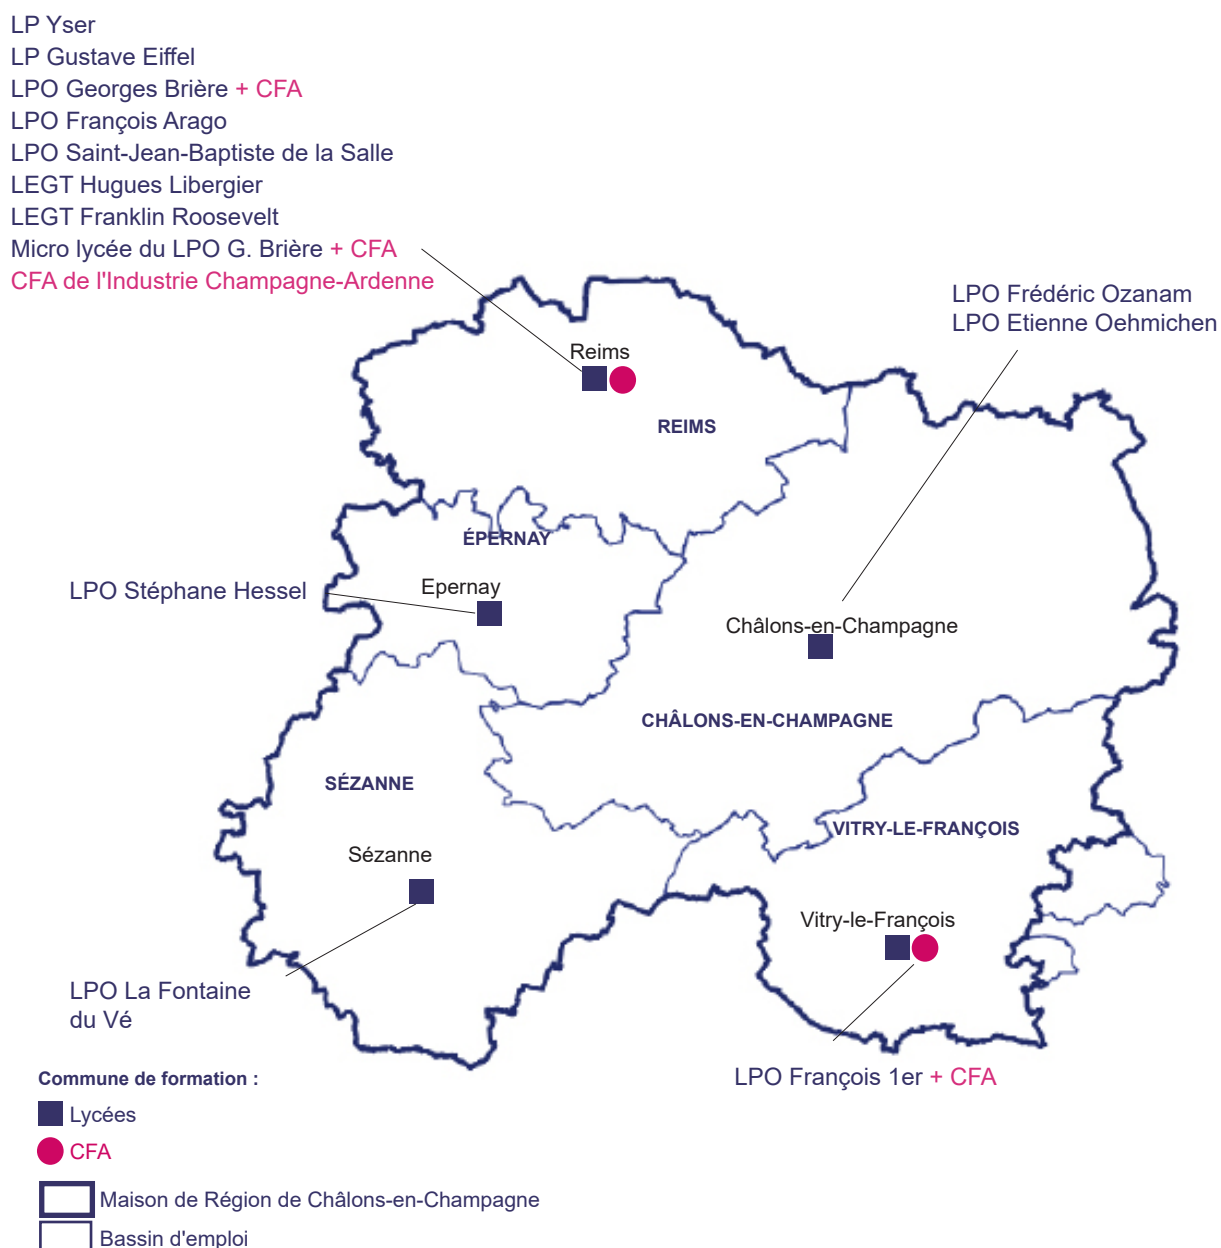 LP Yser
LP Gustave Eiffel
LPO Georges Brière + CFA
LPO François Arago
LPO Saint-Jean-Baptiste de la Salle
LEGT Hugues Libergier
LEGT Franklin Roosevelt
Micro lycée du LPO G. Brière + CFA
CFA de l'Industrie Champagne-Ardenne
LPO Frédéric Ozanam
LPO Etienne Oehmichen
Reims
REIMS
ÉPERNAY
Epernay
LPO Stéphane Hessel
Châlons-en-Champagne
CHÂLONS-EN-CHAMPAGNE
SÉZANNE
VITRY-LE-FRANÇOIS
Sézanne
Vitry-le-François
LPO La Fontaine
du Vé
LPO François 1er + CFA
Commune de formation :
Lycées
CFA
Maison de Région de Châlons-en-Champagne
Bassin d'emploi